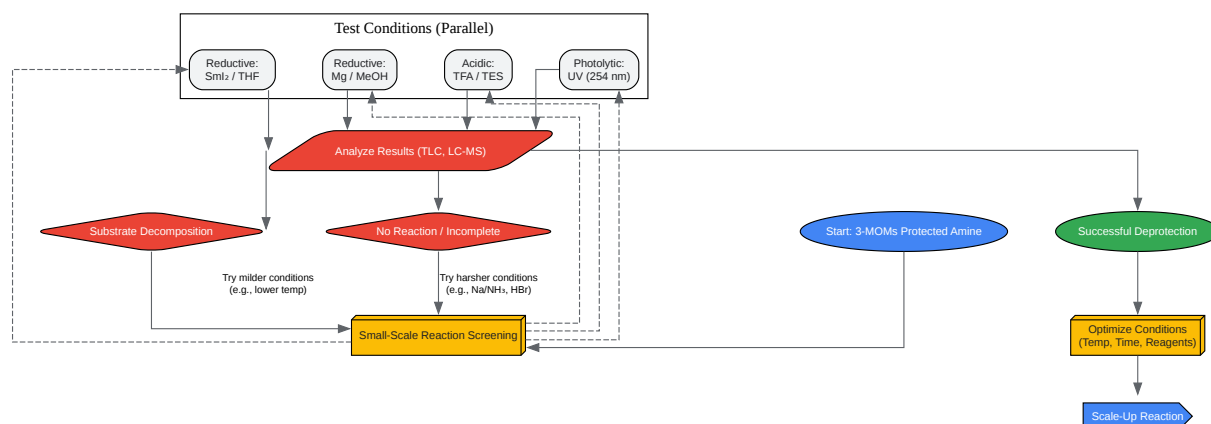 Test Conditions (Parallel)
Reductive:
SmI₂ / THF
Reductive:
Mg / MeOH
Acidic:
TFA / TES
Photolytic:
UV (254 nm)
Analyze Results (TLC, LC-MS)
Substrate Decomposition
No Reaction / Incomplete
Start: 3-MOMs Protected Amine
Successful Deprotection
Try milder conditions
(e.g., lower temp)
Try harsher conditions
(e.g., Na/NH₃, HBr)
Small-Scale Reaction Screening
Optimize Conditions
(Temp, Time, Reagents)
Scale-Up Reaction